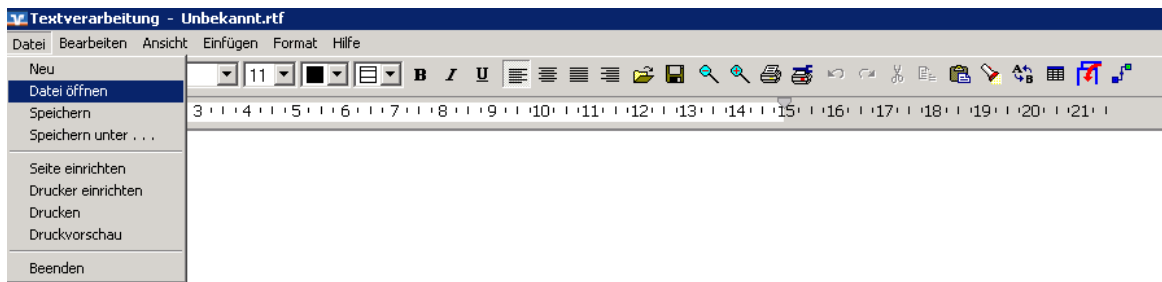 Textverarbeitung - Unbekannt.rtf
Datei Bearbeiten Ansicht Einfügen Format Hilfe
Neu
11 B I U
Datei öffnen
Speichern
3 4 5 6 7 8 9 10 11 12 13 14 15 16 17 18 19 20 21
Speichern unter . . .
Seite einrichten
Drucker einrichten
Drucken
Druckvorschau
Beenden